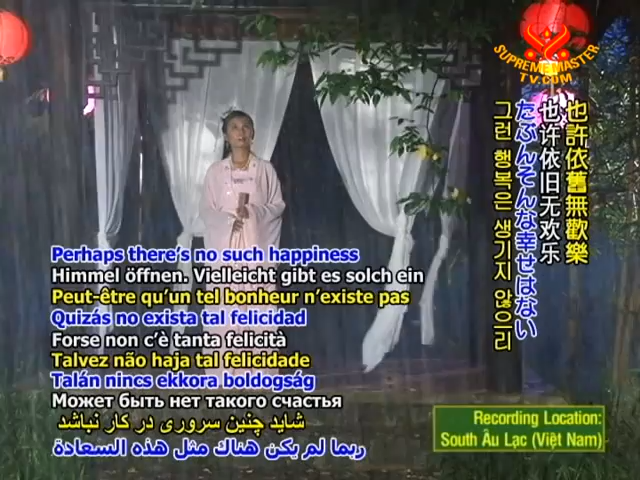 SUPREMEMASTER
TV.COM
也許依舊無歡樂
也许依旧无欢乐
たぶんそんな幸せはない
그런 행복은 생기지 않으리
Perhaps there's no such happiness
Himmel öffnen. Vielleicht gibt es solch ein
Peut-être qu'un tel bonheur n'existe pas
Quizás no exista tal felicidad
Forse non c'è tanta felicità
Talvez não haja tal felicidade
Talán nincs ekkora boldogság
Может быть нет такого счастья
شاید چنین سروری در کار نباشد
ربما لم يكن هناك مثل هذه السعادة
Recording Location:
South Âu Lạc (Việt Nam)